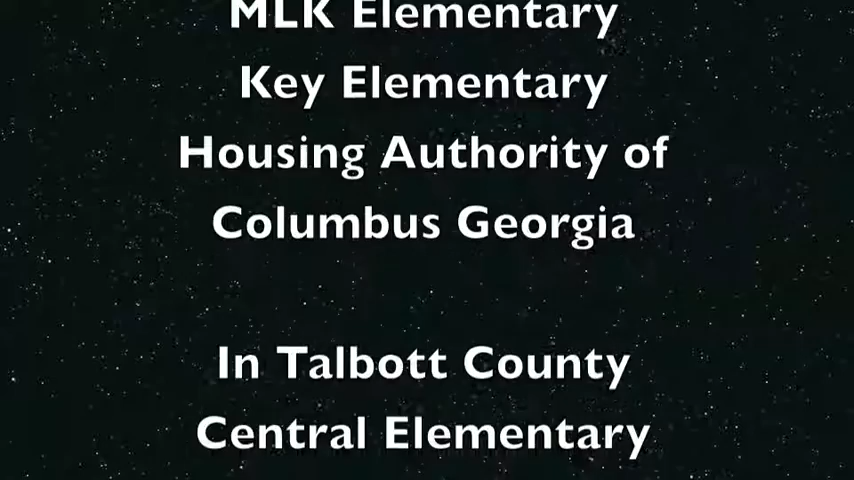 MLK Elementary
Key Elementary
Housing Authority of
Columbus Georgia
In Talbott County
Central Elementary